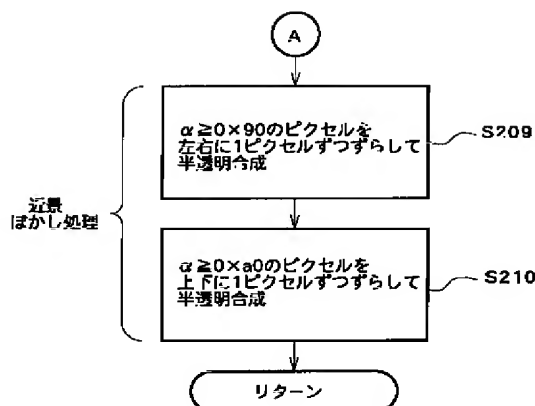 A
α≧0×90のピクセルを
左右に1ピクセルずつずらして
半透明合成
S209
近景
ぼかし処理
α≧0×a0のピクセルを
上下に1ピクセルずつずらして
半透明合成
S210
リターン